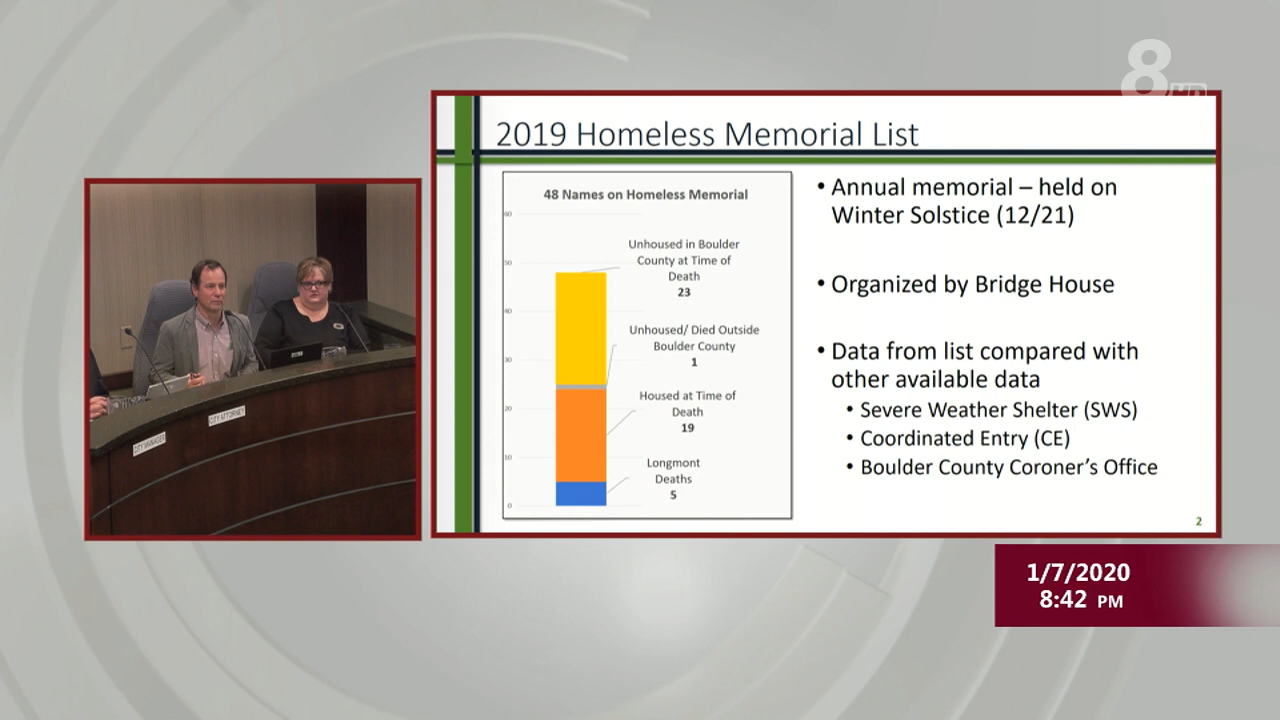 8
HD
2019 Homeless Memorial List
48 Names on Homeless Memorial
60
50
40
30
20
10
0
Unhoused in Boulder
County at Time of
Death
23
Unhoused/ Died Outside
Boulder County
1
Housed at Time of
Death
19
Longmont
Deaths
5
• Annual memorial – held on
Winter Solstice (12/21)
• Organized by Bridge House
• Data from list compared with
other available data
• Severe Weather Shelter (SWS)
• Coordinated Entry (CE)
• Boulder County Coroner's Office
2
CITY MANAGER
CITY ATTORNEY
1/7/2020
8:42 PM